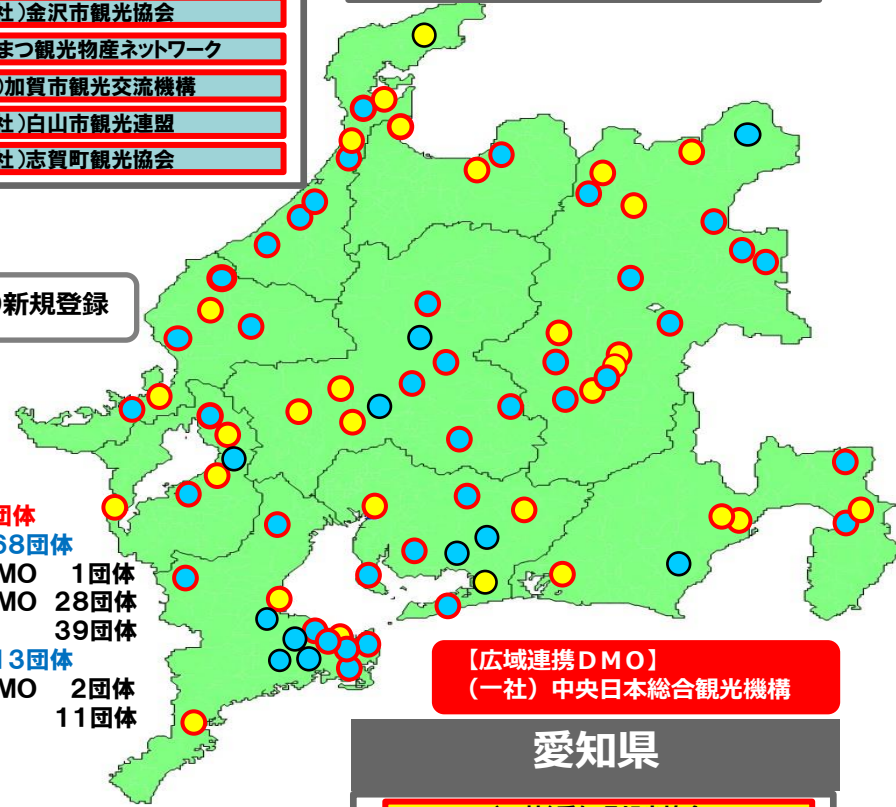 社)金沢市観光協会
まつ観光物産ネットワーク
)加賀市観光交流機構
社)白山市観光連盟
社)志賀町観光協会
新規登録
団体
68団体
MO 1団体
MO 28団体
39団体
13団体
MO 2団体
11団体
【広域連携DMO】
(一社)中央日本総合観光機構
愛知県